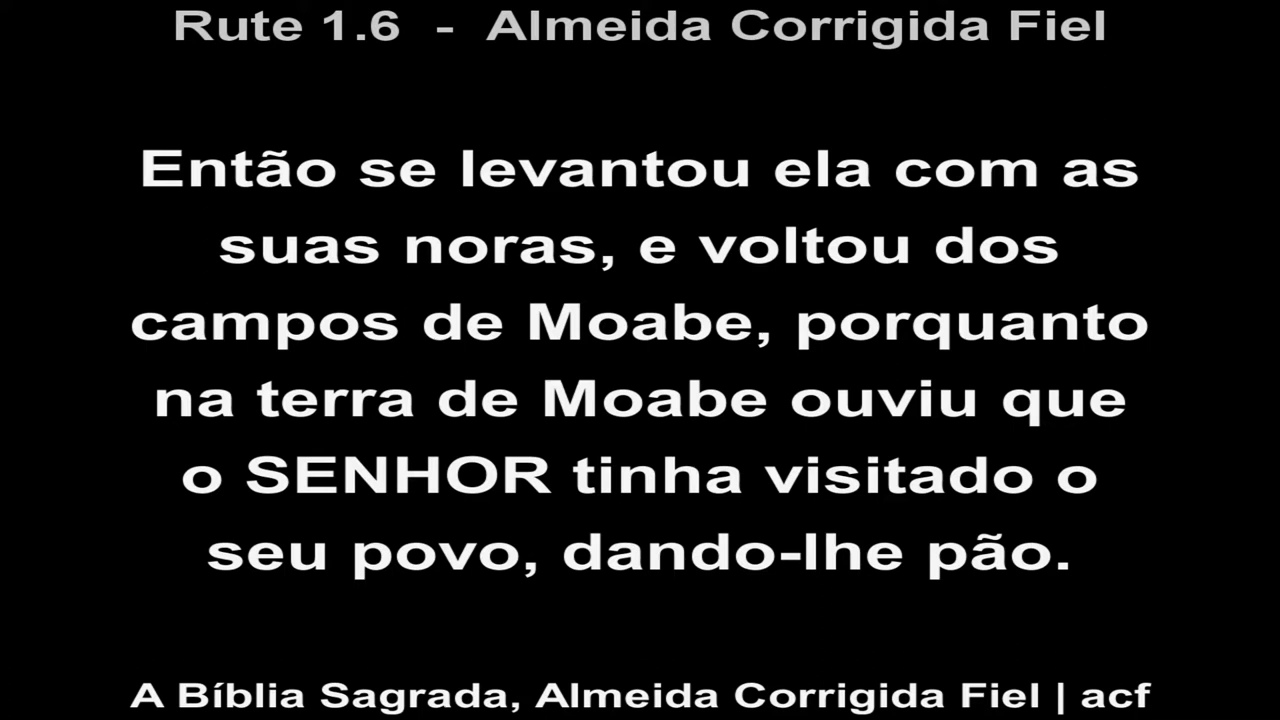 Rute 1.6 - Almeida Corrigida Fiel
Então se levantou ela com as
suas noras, e voltou dos
campos de Moabe, porquanto
na terra de Moabe ouviu que
o SENHOR tinha visitado o
seu povo, dando-lhe pão.
A Bíblia Sagrada, Almeida Corrigida Fiel | acf